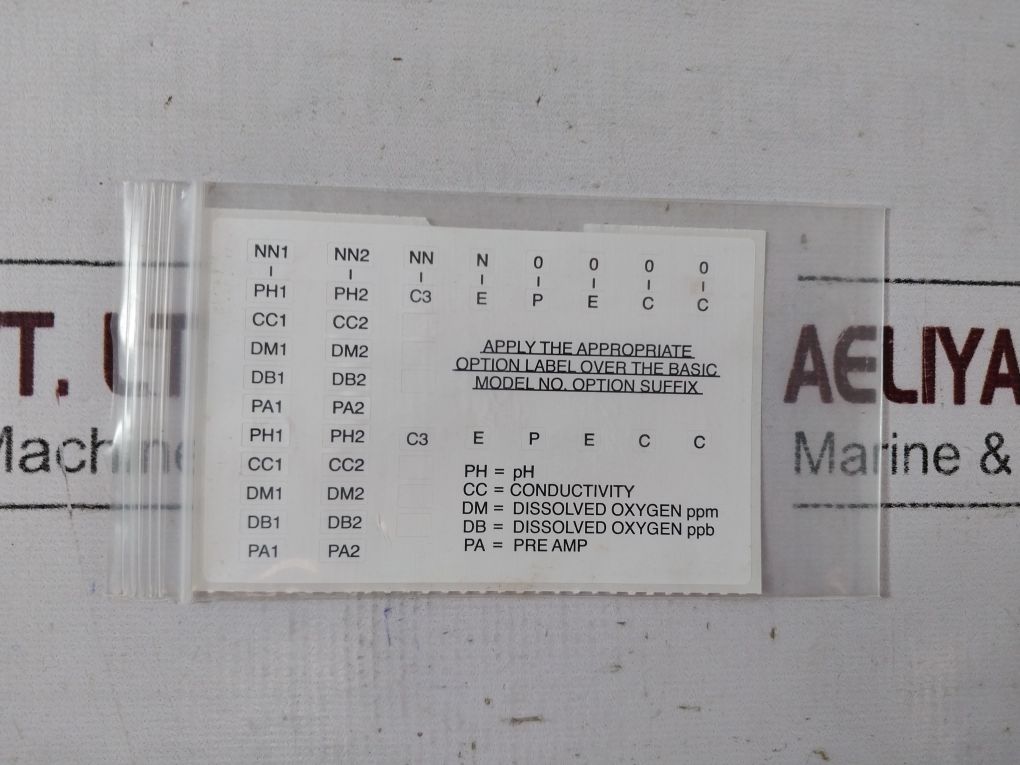 NN1 NN2 NN N 0 0 0 0
PH1 PH2 C3 E P E C C
CC1 CC2
DM1 DM2
DB1 DB2
PA1 PA2
APPLY THE APPROPRIATE
OPTION LABEL OVER THE BASIC
MODEL NO. OPTION SUFFIX
PH1 PH2 C3 E P E C C
CC1 CC2
DM1 DM2
DB1 DB2
PA1 PA2
PH = pH
CC = CONDUCTIVITY
DM = DISSOLVED OXYGEN ppm
DB = DISSOLVED OXYGEN ppb
PA = PRE AMP
T. LT
Machine
AELIYA
Marine &